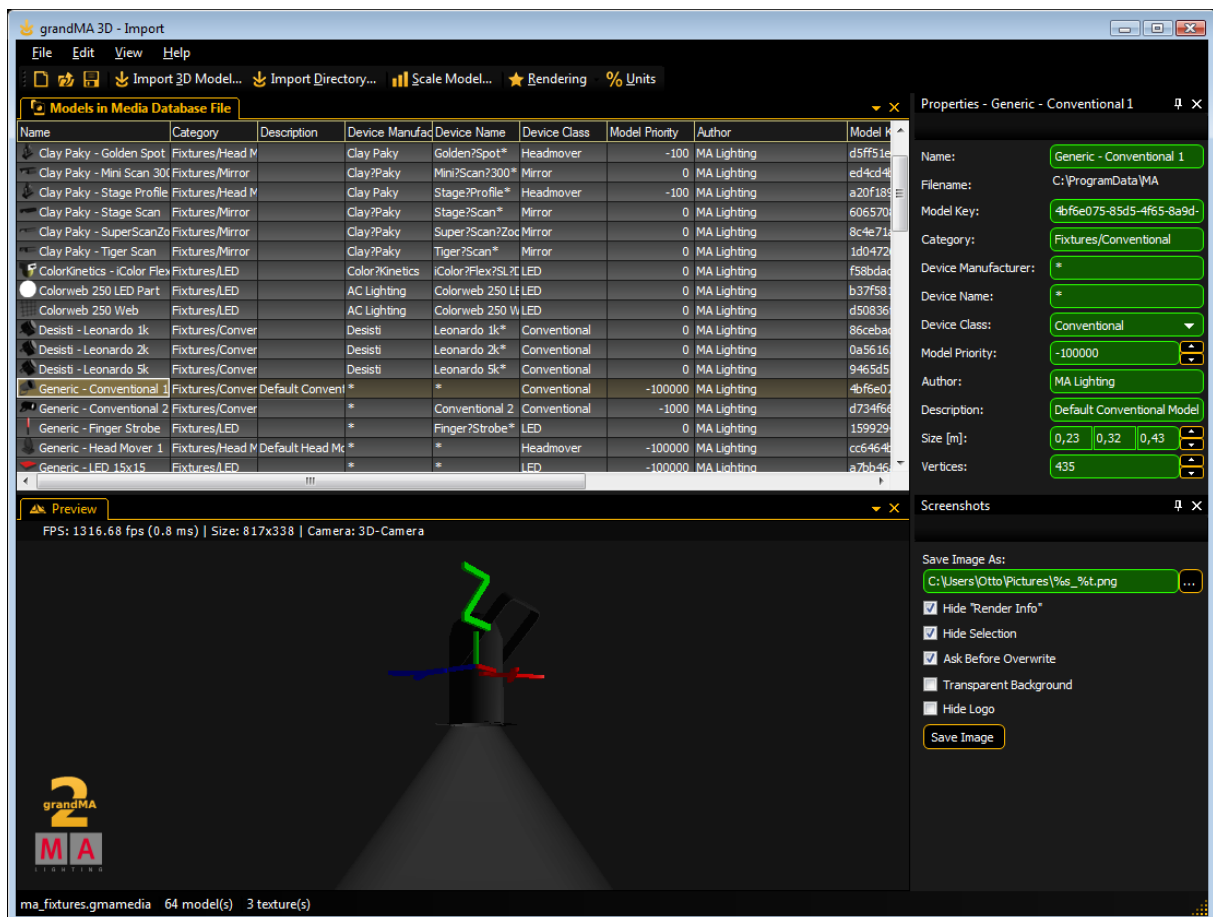 grandMA 3D - Import
File Edit View Help
Import 3D Model... Import Directory... Scale Model... Rendering % Units
Models in Media Database File
Name Category Description Device Manufac Device Name Device Class Model Priority Author Model K
Clay Paky - Golden Spot Fixtures/Head M Clay Paky Golden?Spot* Headmover -100 MA Lighting d5ff51e
Clay Paky - Mini Scan 300 Fixtures/Mirror Clay?Paky Mini?Scan?300* Mirror 0 MA Lighting ed4cd4b
Clay Paky - Stage Profile Fixtures/Head M Clay?Paky Stage?Profile* Headmover -100 MA Lighting a20f189
Clay Paky - Stage Scan Fixtures/Mirror Clay?Paky Stage?Scan* Mirror 0 MA Lighting 606570
Clay Paky - SuperScanZo Fixtures/Mirror Clay?Paky Super?Scan?Zoo Mirror 0 MA Lighting 8c4e71a
Clay Paky - Tiger Scan Fixtures/Mirror Clay?Paky Tiger?Scan* Mirror 0 MA Lighting 1d0472
ColorKinetics - iColor Flex Fixtures/LED Color?Kinetics iColor?Flex?SL?D LED 0 MA Lighting f58bdac
Colorweb 250 LED Part Fixtures/LED AC Lighting Colorweb 250 LE LED 0 MA Lighting b37f581
Colorweb 250 Web Fixtures/LED AC Lighting Colorweb 250 W LED 0 MA Lighting d50836
Desisti - Leonardo 1k Fixtures/Conver Desisti Leonardo 1k* Conventional 0 MA Lighting 86cebac
Desisti - Leonardo 2k Fixtures/Conver Desisti Leonardo 2k* Conventional 0 MA Lighting 0a5616
Desisti - Leonardo 5k Fixtures/Conver Desisti Leonardo 5k* Conventional 0 MA Lighting 9465d5
Generic - Conventional 1 Fixtures/Conver Default Convent * * Conventional -100000 MA Lighting 4bf6e07
Generic - Conventional 2 Fixtures/Conver * Conventional 2 Conventional -1000 MA Lighting d734f66
Generic - Finger Strobe Fixtures/LED * Finger?Strobe* LED 0 MA Lighting 159929
Generic - Head Mover 1 Fixtures/Head M Default Head Mc * * Headmover -100000 MA Lighting cc6464b
Generic - LED 15x15 Fixtures/LED * * LED -100000 MA Lighting a7bb46
Properties - Generic - Conventional 1
Name: Generic - Conventional 1
Filename: C:\ProgramData\MA
Model Key: 4bf6e075-85d5-4f65-8a9d-
Category: Fixtures/Conventional
Device Manufacturer: *
Device Name: *
Device Class: Conventional
Model Priority: -100000
Author: MA Lighting
Description: Default Conventional Model
Size [m]: 0,23 0,32 0,43
Vertices: 435
Preview
FPS: 1316.68 fps (0.8 ms) | Size: 817x338 | Camera: 3D-Camera
2
grandMA
MA
LIGHTING
Screenshots
Save Image As:
C:\Users\Otto\Pictures\%s_%t.png ...
Hide "Render Info"
Hide Selection
Ask Before Overwrite
Transparent Background
Hide Logo
Save Image
ma_fixtures.gmamedia 64 model(s) 3 texture(s)